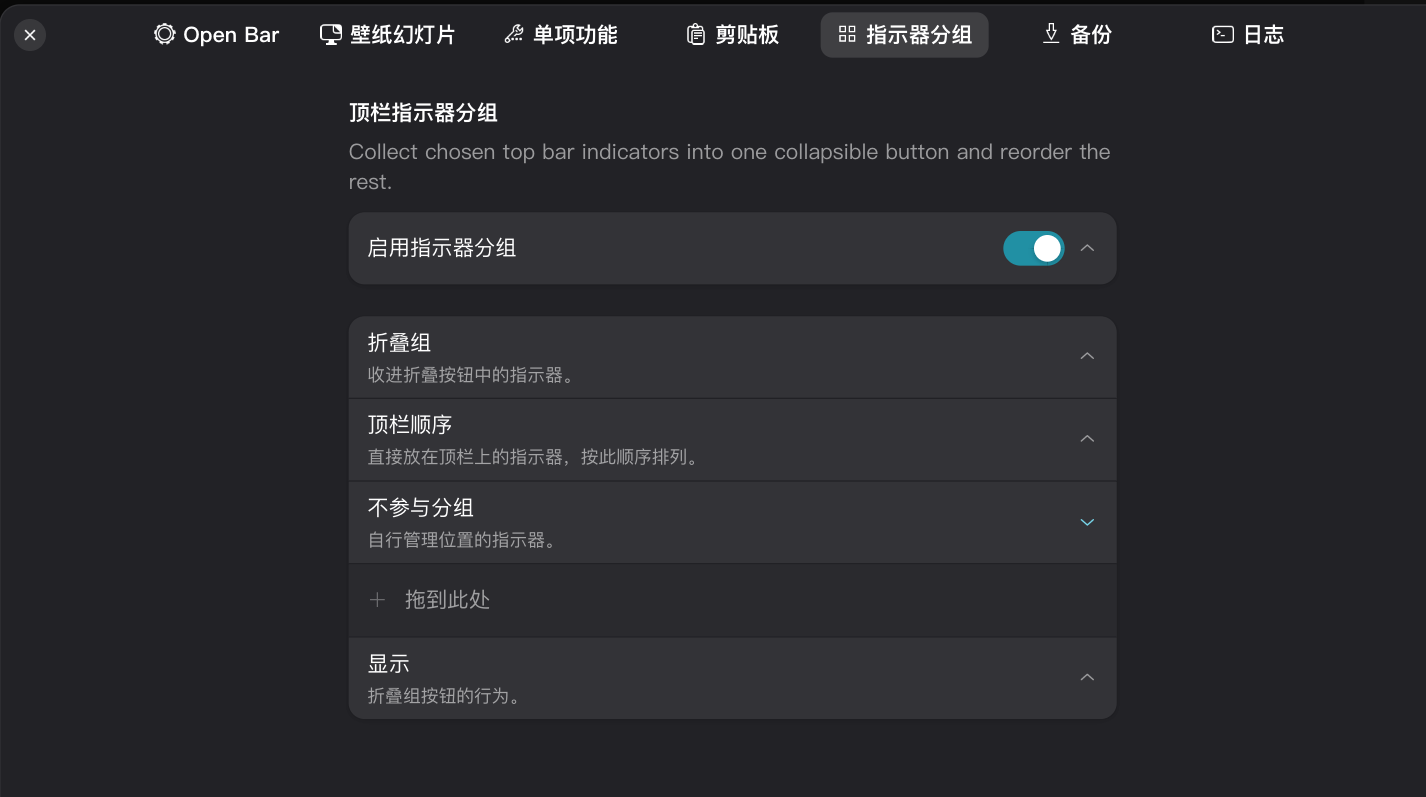 Open Bar
壁纸幻灯片
单项功能
剪贴板
指示器分组
备份
日志
顶栏指示器分组
Collect chosen top bar indicators into one collapsible button and reorder the
rest.
启用指示器分组
折叠组
收进折叠按钮中的指示器。
顶栏顺序
直接放在顶栏上的指示器，按此顺序排列。
不参与分组
自行管理位置的指示器。
拖到此处
显示
折叠组按钮的行为。